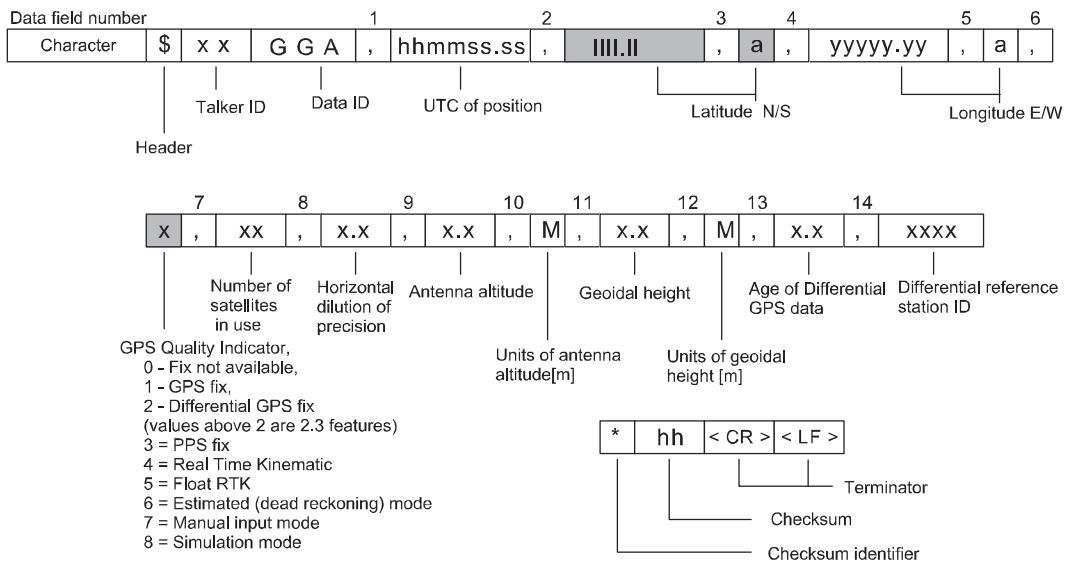 Data field number 1 2 3 4 5 6
Character $ x x G G A , hhmmss.ss , llll.ll , a , yyyyy.yy , a ,
Talker ID Data ID UTC of position Latitude N/S Longitude E/W
Header
7 8 9 10 11 12 13 14
x , xx , x.x , x.x , M , x.x , M , x.x , xxxx
Number of satellites in use
Horizontal dilution of precision
Antenna altitude
Geoidal height
Age of Differential GPS data
Differential reference station ID
Units of antenna altitude[m]
Units of geoidal height [m]
GPS Quality Indicator,
0 - Fix not available,
1 - GPS fix,
2 - Differential GPS fix
(values above 2 are 2.3 features)
3 = PPS fix
4 = Real Time Kinematic
5 = Float RTK
6 = Estimated (dead reckoning) mode
7 = Manual input mode
8 = Simulation mode
* hh < CR > < LF >
Terminator
Checksum
Checksum identifier